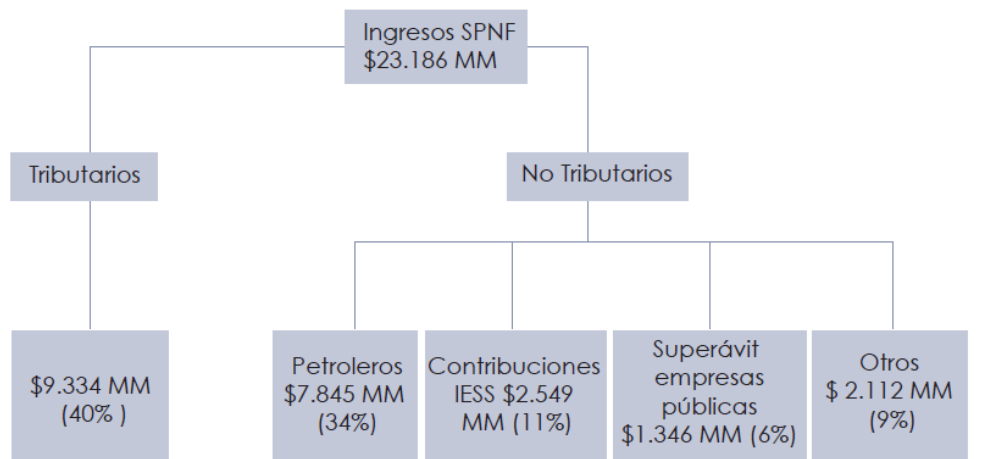 Ingresos SPNF
$23.186 MM
Tributarios
No Tributarios
$9.334 MM
(40% )
Petroleros
$7.845 MM
(34%)
Contribuciones
IESS $2.549
MM (11%)
Superávit
empresas
públicas
$1.346 MM (6%)
Otros
$ 2.112 MM
(9%)